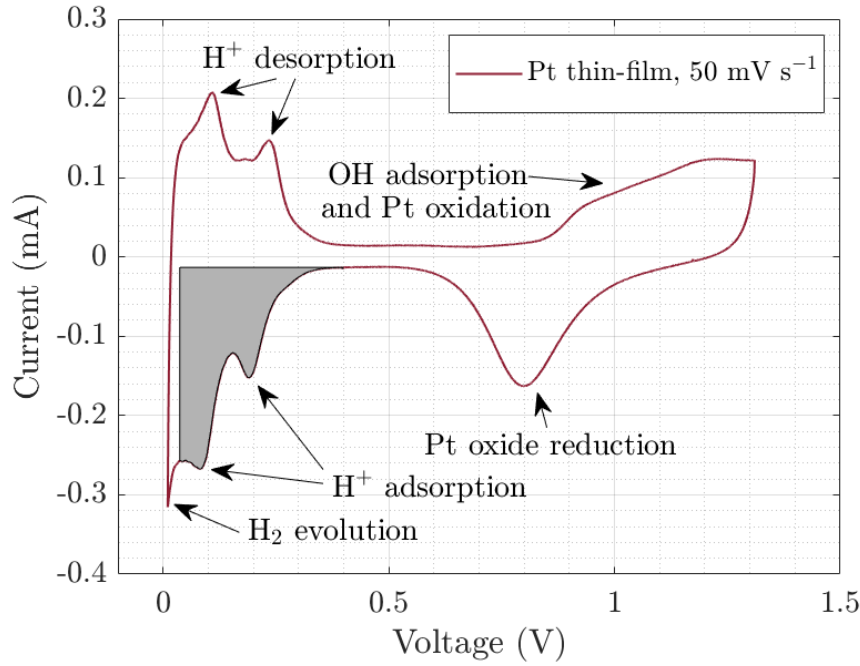 0.3
0.2
0.1
0
-0.1
-0.2
-0.3
-0.4
Current (mA)
H⁺ desorption
Pt thin-film, 50 mV s⁻¹
OH adsorption
and Pt oxidation
Pt oxide reduction
H⁺ adsorption
H₂ evolution
0
0.5
1
1.5
Voltage (V)